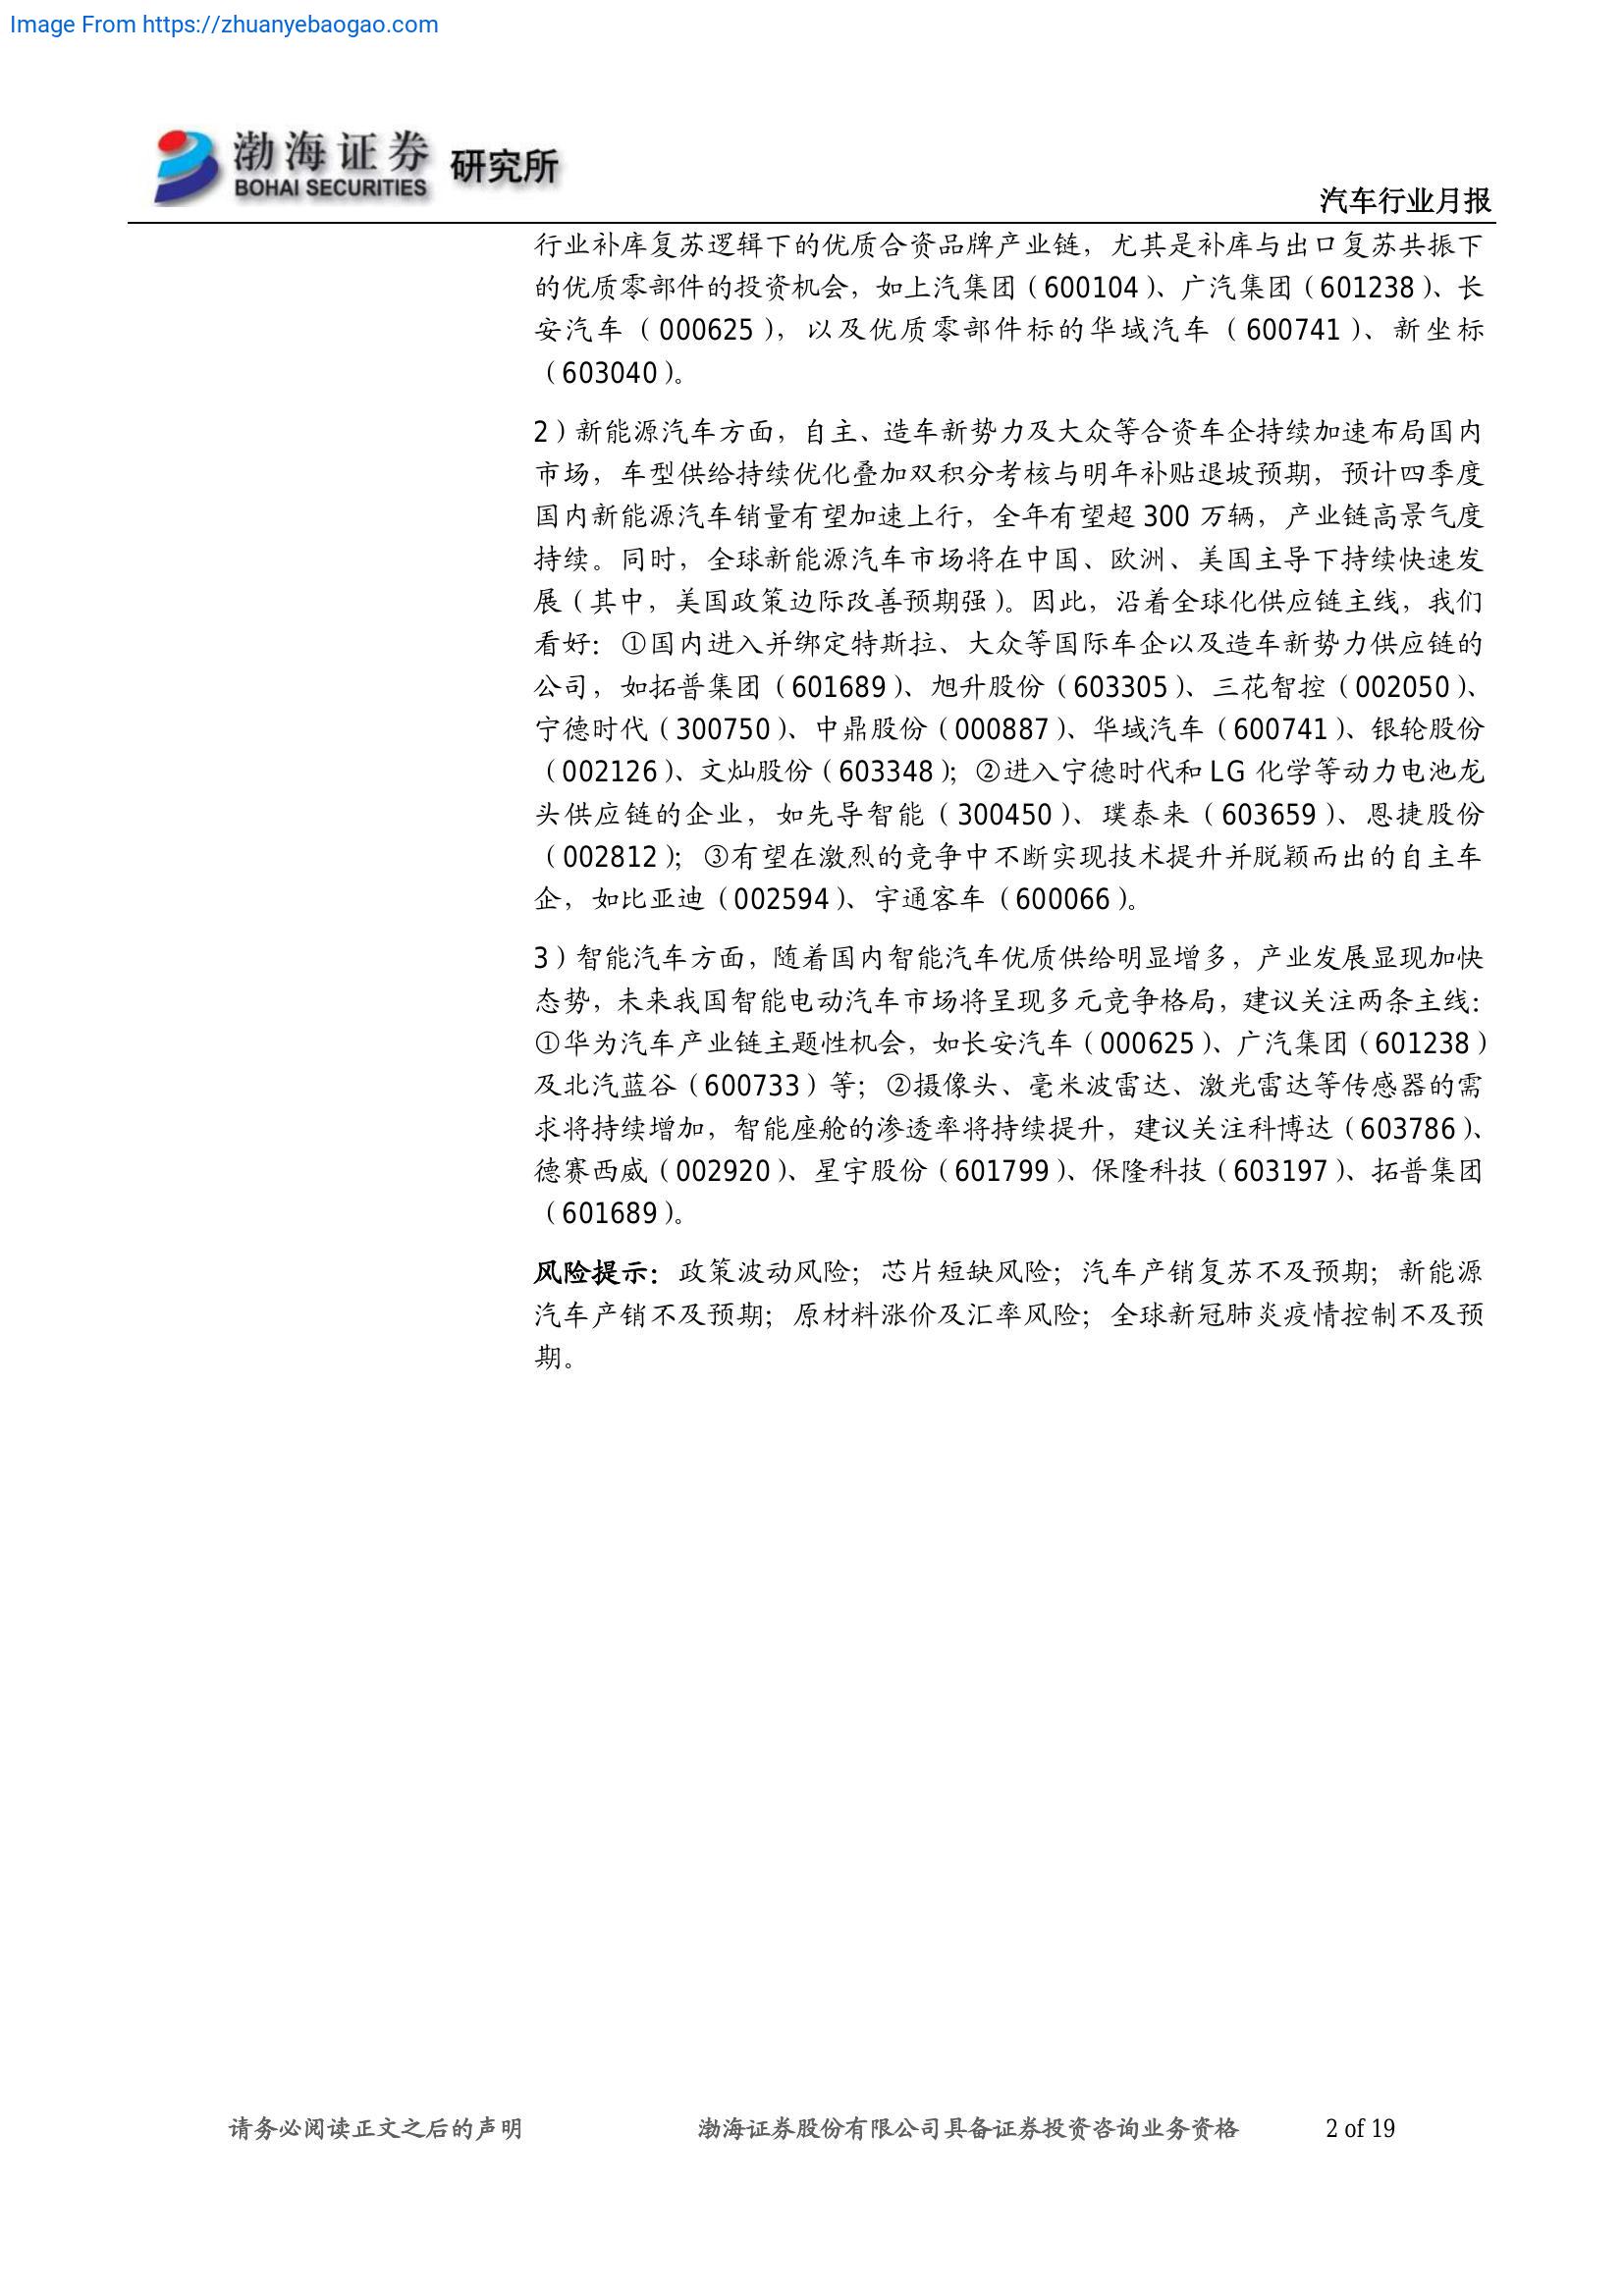 Image From https://zhuanyebaogao.com
渤海证券 研究所
BOHAI SECURITIES
汽车行业月报
行业补库复苏逻辑下的优质合资品牌产业链，尤其是补库与出口复苏共振下
的优质零部件的投资机会，如上汽集团（600104）、广汽集团（601238）、长
安汽车（000625），以及优质零部件标的华域汽车（600741）、新坐标
（603040）。
2）新能源汽车方面，自主、造车新势力及大众等合资车企持续加速布局国内
市场，车型供给持续优化叠加双积分考核与明年补贴退坡预期，预计四季度
国内新能源汽车销量有望加速上行，全年有望超 300 万辆，产业链高景气度
持续。同时，全球新能源汽车市场将在中国、欧洲、美国主导下持续快速发
展（其中，美国政策边际改善预期强）。因此，沿着全球化供应链主线，我们
看好：①国内进入并绑定特斯拉、大众等国际车企以及造车新势力供应链的
公司，如拓普集团（601689）、旭升股份（603305）、三花智控（002050）、
宁德时代（300750）、中鼎股份（000887）、华域汽车（600741）、银轮股份
（002126）、文灿股份（603348）；②进入宁德时代和 LG 化学等动力电池龙
头供应链的企业，如先导智能（300450）、璞泰来（603659）、恩捷股份
（002812）；③有望在激烈的竞争中不断实现技术提升并脱颖而出的自主车
企，如比亚迪（002594）、宇通客车（600066）。
3）智能汽车方面，随着国内智能汽车优质供给明显增多，产业发展显现加快
态势，未来我国智能电动汽车市场将呈现多元竞争格局，建议关注两条主线：
①华为汽车产业链主题性机会，如长安汽车（000625）、广汽集团（601238）
及北汽蓝谷（600733）等；②摄像头、毫米波雷达、激光雷达等传感器的需
求将持续增加，智能座舱的渗透率将持续提升，建议关注科博达（603786）、
德赛西威（002920）、星宇股份（601799）、保隆科技（603197）、拓普集团
（601689）。
风险提示：政策波动风险；芯片短缺风险；汽车产销复苏不及预期；新能源
汽车产销不及预期；原材料涨价及汇率风险；全球新冠肺炎疫情控制不及预
期。
请务必阅读正文之后的声明 渤海证券股份有限公司具备证券投资咨询业务资格 2 of 19